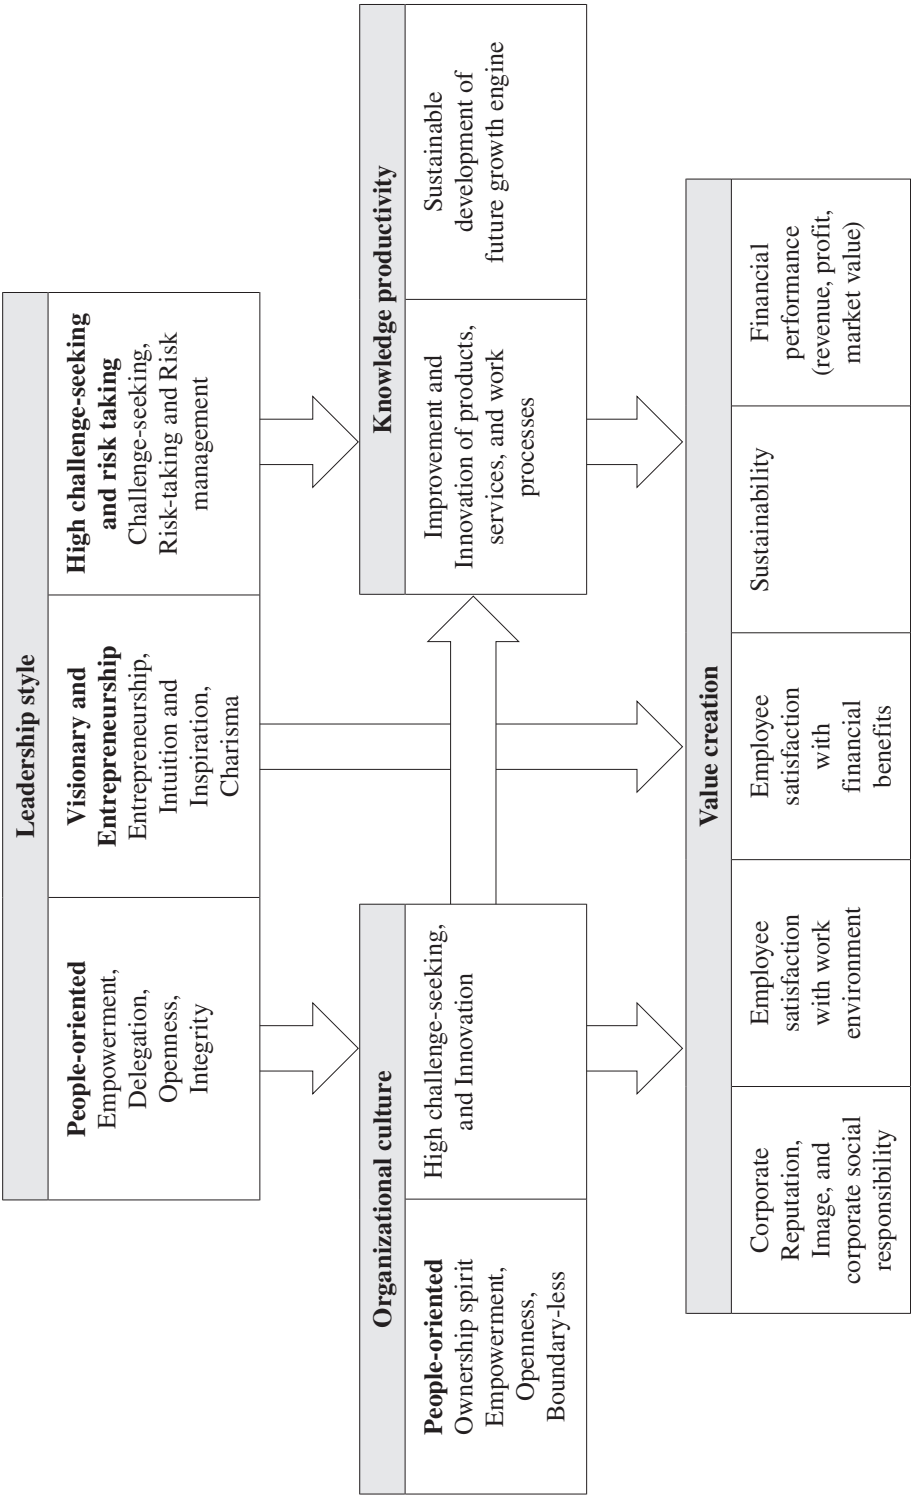 Leadership style
People-oriented
Empowerment,
Delegation,
Openness,
Integrity
Visionary and
Entrepreneurship
Entrepreneurship,
Intuition and
Inspiration,
Charisma
High challenge-seeking
and risk taking
Challenge-seeking,
Risk-taking and Risk
management
Organizational culture
People-oriented
Ownership spirit
Empowerment,
Openness,
Boundary-less
High challenge-seeking,
and Innovation
Knowledge productivity
Improvement and
Innovation of products,
services, and work
processes
Sustainable
development of
future growth engine
Value creation
Corporate
Reputation,
Image, and
corporate social
responsibility
Employee
satisfaction
with work
environment
Employee
satisfaction
with
financial
benefits
Sustainability
Financial
performance
(revenue, profit,
market value)